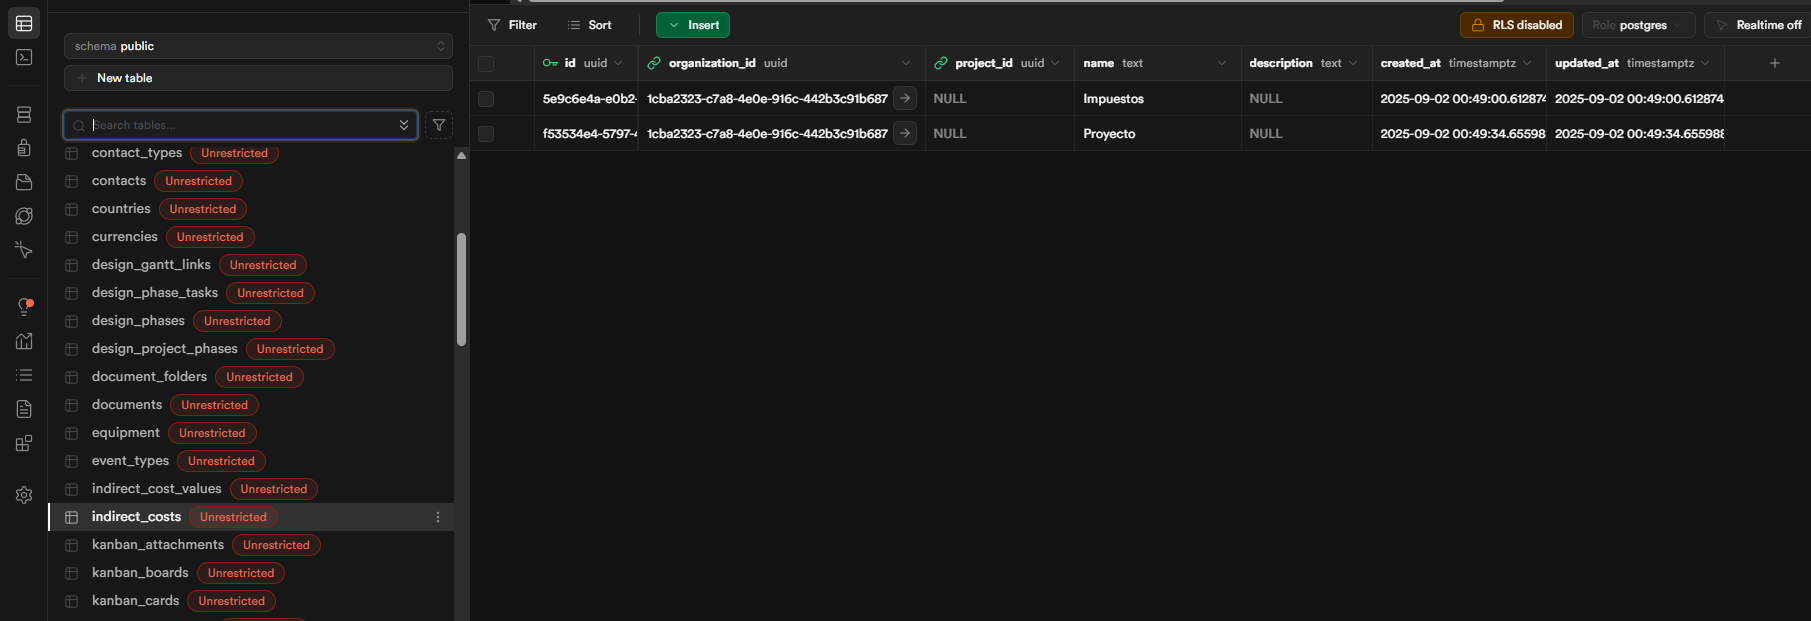 Filter Sort Insert RLS disabled Role postgres Realtime off
schema public
New table
Search tables...
contact_types Unrestricted
contacts Unrestricted
countries Unrestricted
currencies Unrestricted
design_gantt_links Unrestricted
design_phase_tasks Unrestricted
design_phases Unrestricted
design_project_phases Unrestricted
document_folders Unrestricted
documents Unrestricted
equipment Unrestricted
event_types Unrestricted
indirect_cost_values Unrestricted
indirect_costs Unrestricted
kanban_attachments Unrestricted
kanban_boards Unrestricted
kanban_cards Unrestricted
id uuid organization_id uuid project_id uuid name text description text created_at timestamptz updated_at timestamptz
5e9c6e4a-e0b2- 1cba2323-c7a8-4e0e-916c-442b3c91b687 NULL Impuestos NULL 2025-09-02 00:49:00.612874 2025-09-02 00:49:00.612874
f53534e4-5797-4 1cba2323-c7a8-4e0e-916c-442b3c91b687 NULL Proyecto NULL 2025-09-02 00:49:34.65598 2025-09-02 00:49:34.655988